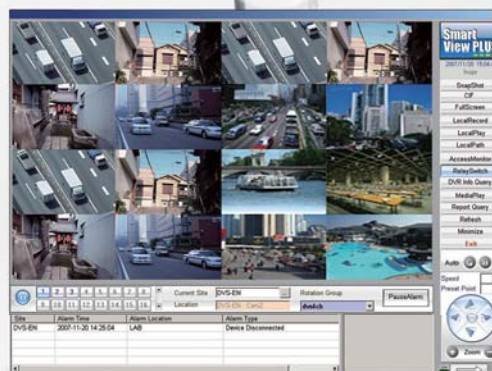 Smart
View PLUS
SnapShot
CIF
FullScreen
LocalRecord
LocalPlay
LocalPath
AccessMonitor
RelaySwitch
DVR Info Query
MediaPlay
Report Query
Refresh
Minimize
Exit
Auto
Speed
Preset Point
Zoom
1 2 3 4 5 6 7 8
9 10 11 12 13 14 15 16
Current Site DVS-EN
Location DVS-EN
Rotation Group
dvs4ch
PauseAlarm
Site Alarm Time Alarm Location Alarm Type
DVS-EN 2007-11-20 14:25:04 LAB Device Disconnected